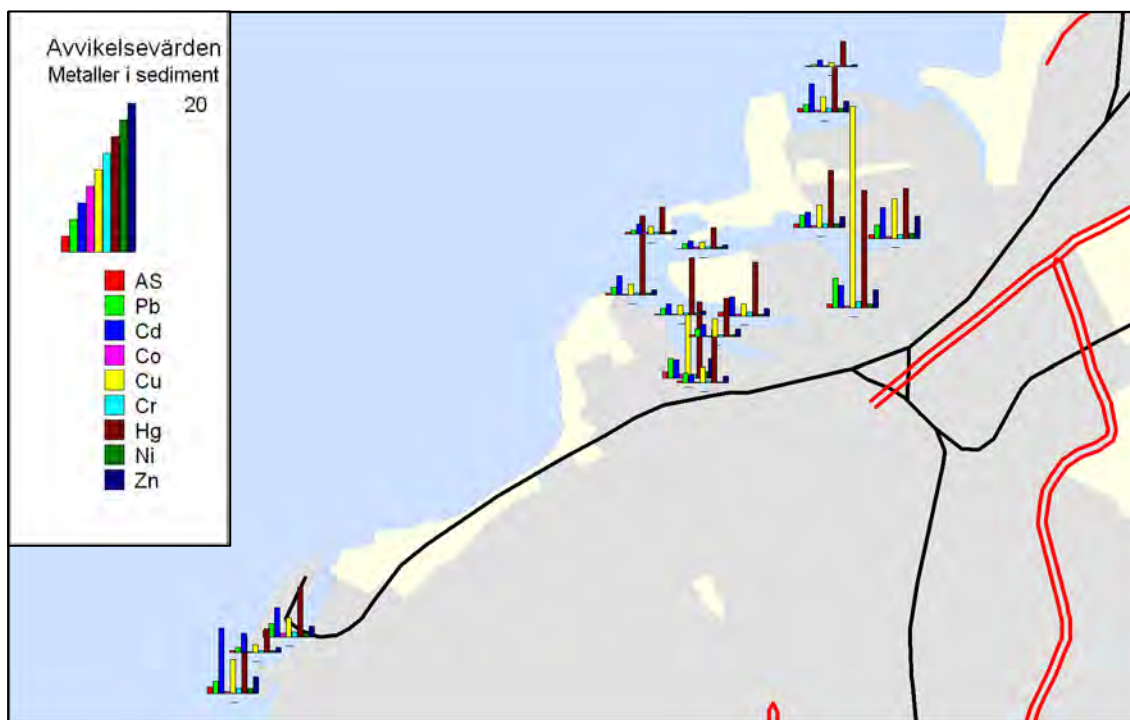 Avvikelsevärden
Metaller i sediment
20
AS
Pb
Cd
Co
Cu
Cr
Hg
Ni
Zn